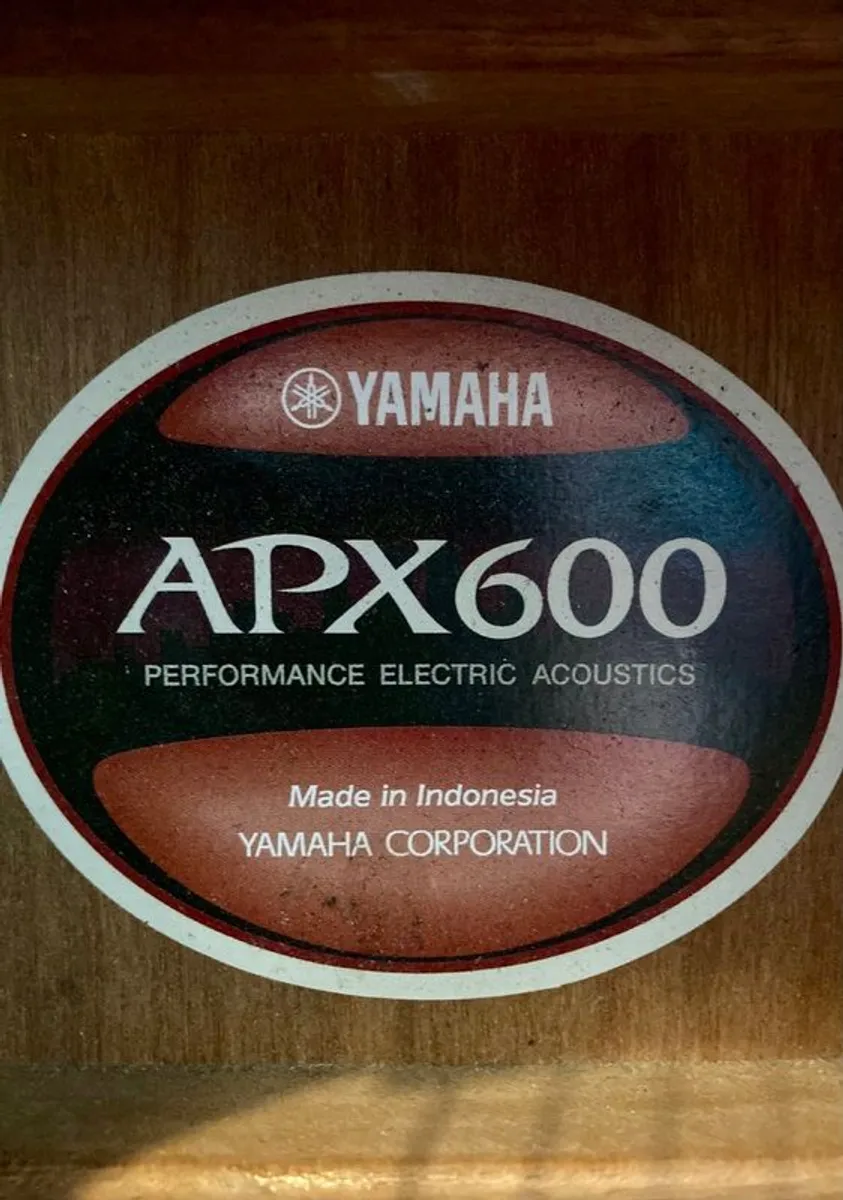 YAMAHA
APX600
PERFORMANCE ELECTRIC ACOUSTICS
Made in Indonesia
YAMAHA CORPORATION